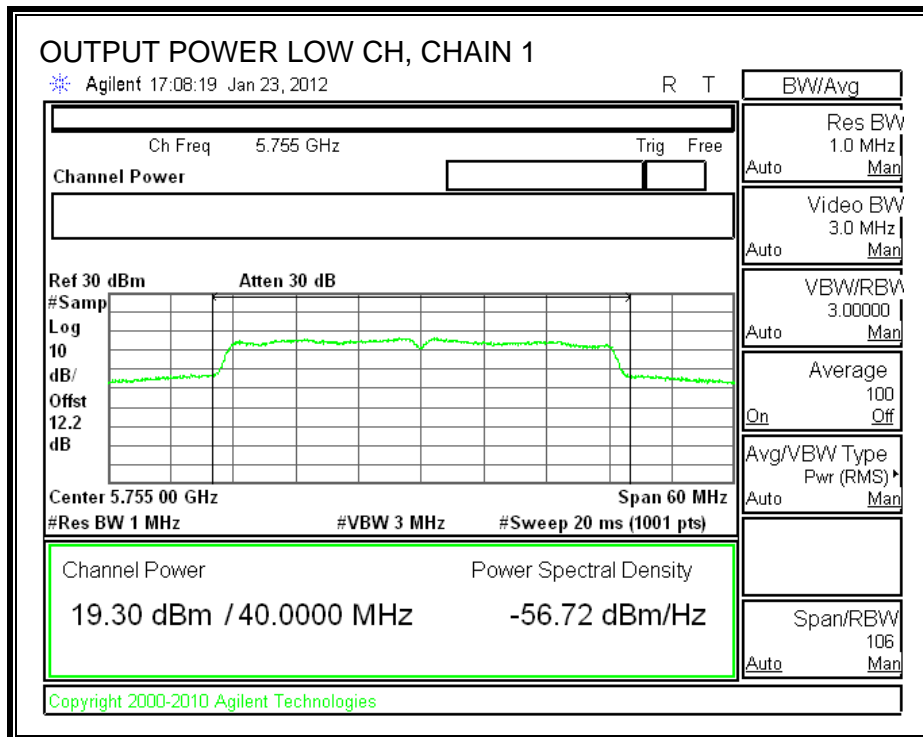 OUTPUT POWER LOW CH, CHAIN 1
Agilent 17:08:19 Jan 23, 2012 R T
Ch Freq 5.755 GHz Trig Free
Channel Power
Ref 30 dBm Atten 30 dB
#Samp
Log
10
dB/
Offst
12.2
dB
Center 5.755 00 GHz Span 60 MHz
#Res BW 1 MHz #VBW 3 MHz #Sweep 20 ms (1001 pts)
Channel Power Power Spectral Density
19.30 dBm / 40.0000 MHz -56.72 dBm/Hz
Copyright 2000-2010 Agilent Technologies
BW/Avg
Res BW
1.0 MHz
Auto Man
Video BW
3.0 MHz
Auto Man
VBW/RBW
3.00000
Auto Man
Average
100
On Off
Avg/VBW Type
Pwr (RMS)
Auto Man
Span/RBW
106
Auto Man